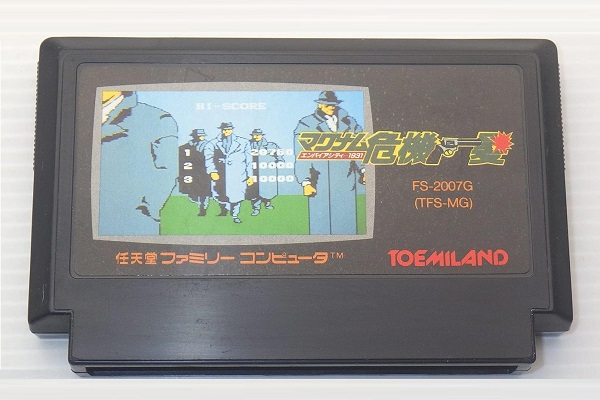 HI-SCORE
1 20750
2 10000
3 10000
マグナム危機一髪
エンパイアシティ・1931
FS-2007G
(TFS-MG)
任天堂 ファミリー コンピュータ™
TOEMILAND